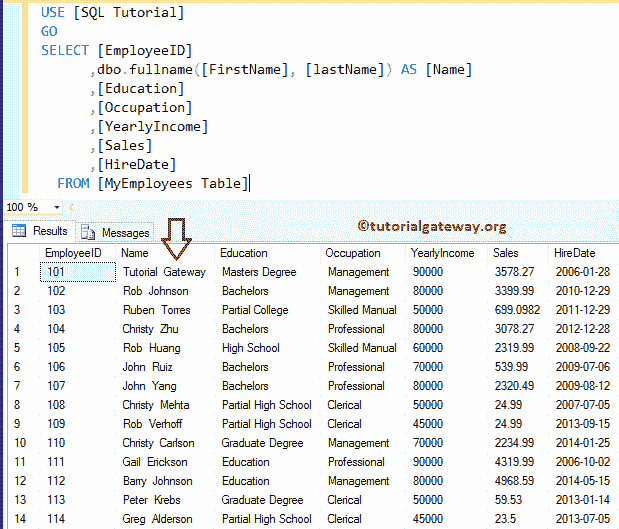 USE [SQL Tutorial]
GO
SELECT [EmployeeID]
,dbo.fullname([FirstName], [lastName]) AS [Name]
,[Education]
,[Occupation]
,[YearlyIncome]
,[Sales]
,[HireDate]
FROM [MyEmployees Table]
100 %
Results Messages
©tutorialgateway.org
EmployeeID Name Education Occupation YearlyIncome Sales HireDate
1 101 Tutorial Gateway Masters Degree Management 90000 3578.27 2006-01-28
2 102 Rob Johnson Bachelors Management 80000 3399.99 2010-12-29
3 103 Ruben Torres Partial College Skilled Manual 50000 699.0982 2011-12-29
4 104 Christy Zhu Bachelors Professional 80000 3078.27 2012-12-28
5 105 Rob Huang High School Skilled Manual 60000 2319.99 2008-09-22
6 106 John Ruiz Bachelors Professional 70000 539.99 2009-07-06
7 107 John Yang Bachelors Professional 80000 2320.49 2009-08-12
8 108 Christy Mehta Partial High School Clerical 50000 24.99 2007-07-05
9 109 Rob Verhoff Partial High School Clerical 45000 24.99 2013-09-15
10 110 Christy Carlson Graduate Degree Management 70000 2234.99 2014-01-25
11 111 Gail Erickson Education Professional 90000 4319.99 2006-10-02
12 112 Barry Johnson Education Management 80000 4968.59 2014-05-15
13 113 Peter Krebs Graduate Degree Clerical 50000 59.53 2013-01-14
14 114 Greg Alderson Partial High School Clerical 45000 23.5 2013-07-05